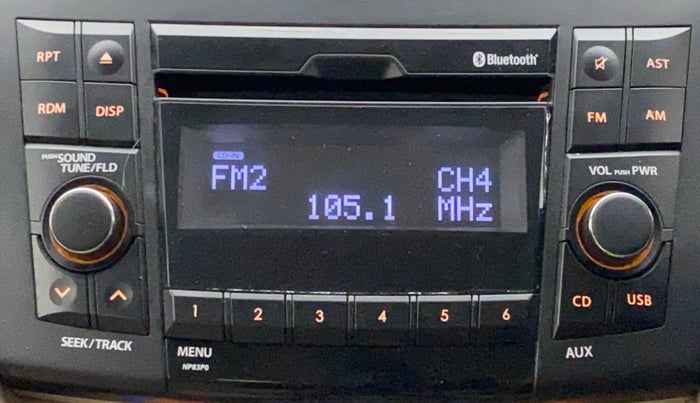 RPT
RDM
DISP
PUSH SOUND
TUNE/FLD
SEEK/TRACK
Bluetooth
CD-IN
FM2 CH4
105.1 MHz
1 2 3 4 5 6
MENU
NP83P0
AST
FM AM
VOL PUSH PWR
CD USB
AUX